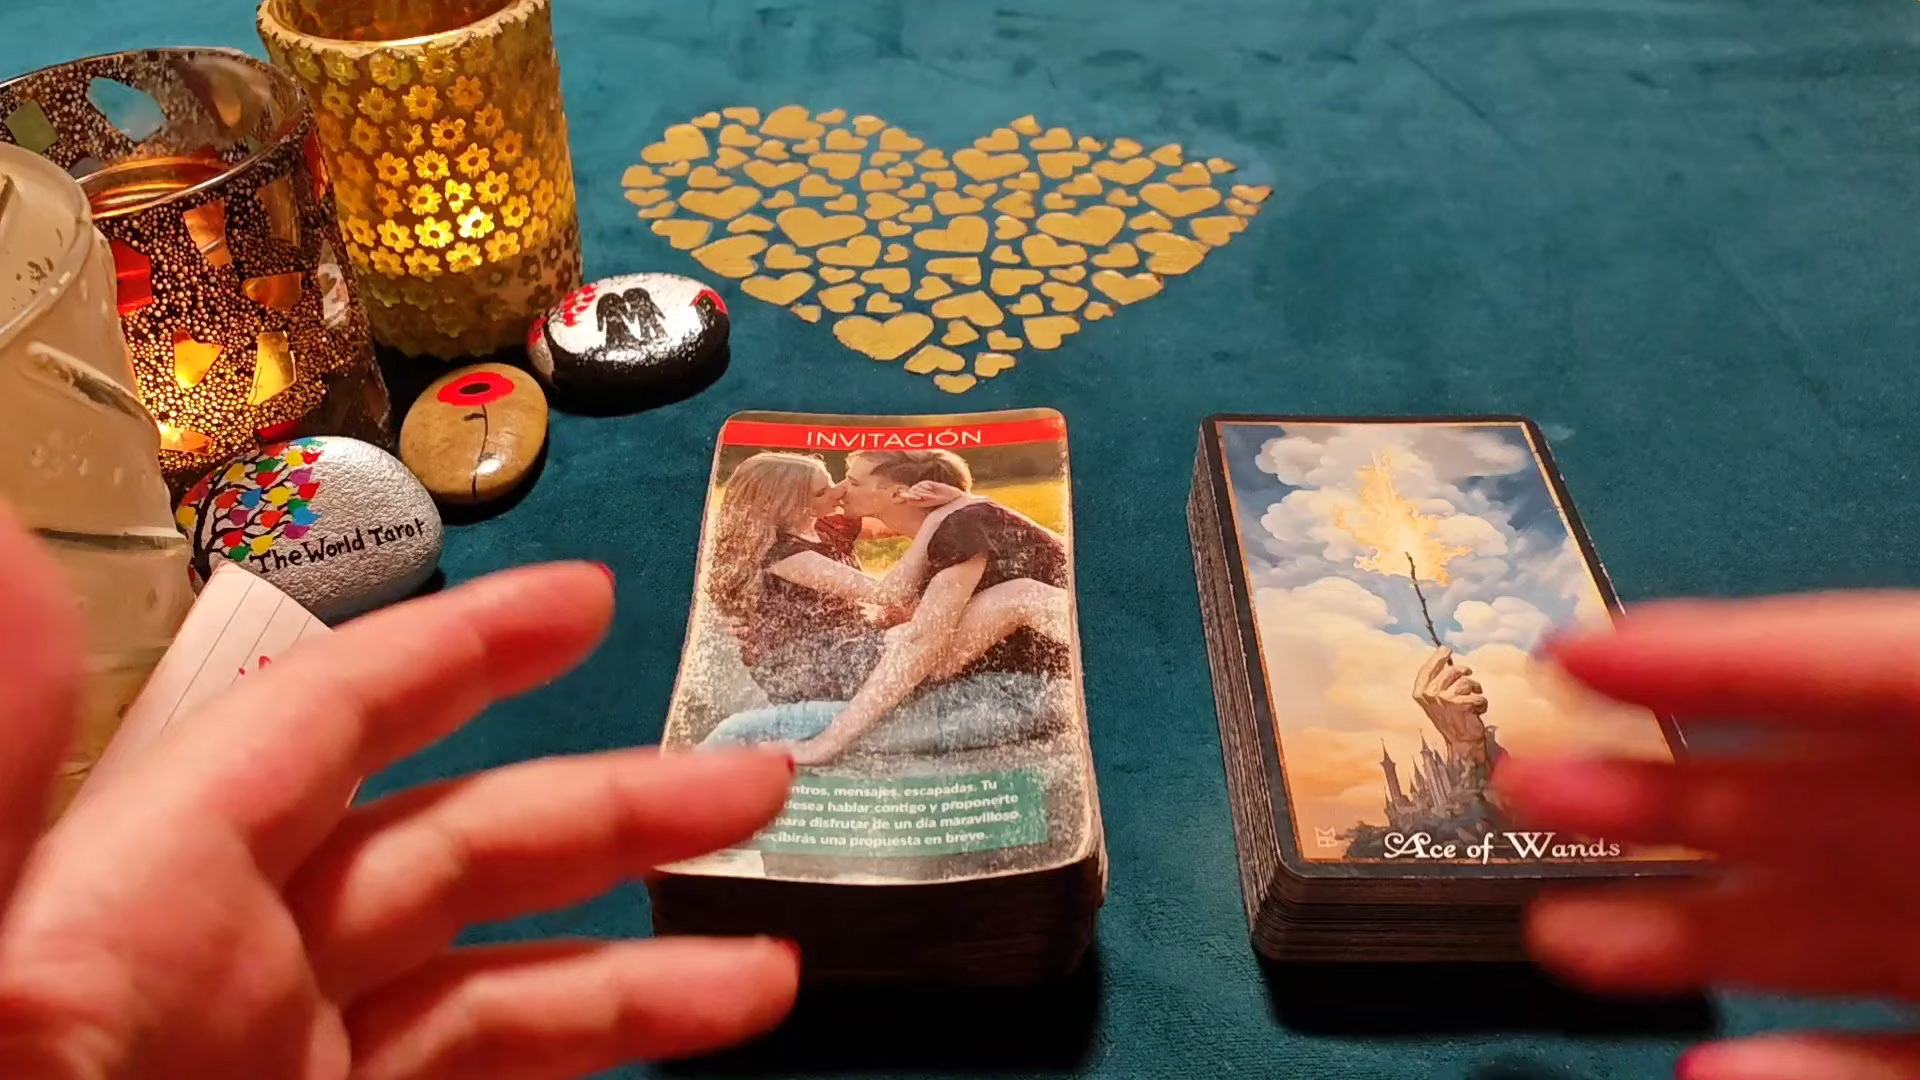 INVITACIÓN
The World Tarot
mensajes, escapadas. Tu
desea hablar contigo y proponerte
para disfrutar de un día maravilloso
Recibirás una propuesta en breve.
Ace of Wands